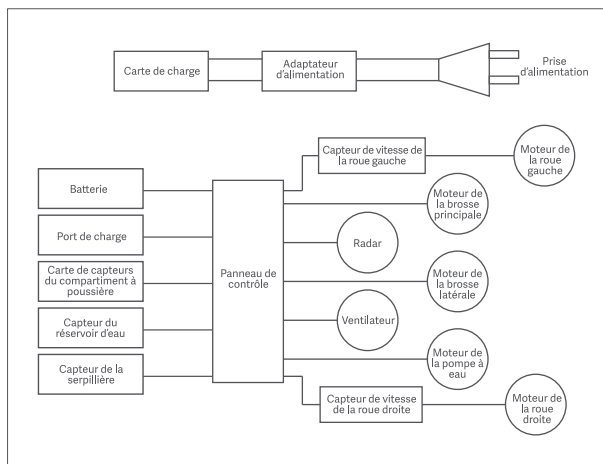 Carte de charge
Adaptateur
d'alimentation
Prise
d'alimentation
Capteur de vitesse de
la roue gauche
Moteur de
la roue
gauche
Batterie
Moteur de
la brosse
principale
Port de charge
Radar
Carte de capteurs
du compartiment à
poussière
Panneau de
contrôle
Moteur de
la brosse
latérale
Capteur du
réservoir d'eau
Ventilateur
Capteur de la
serpillière
Moteur de
la pompe à
eau
Capteur de vitesse
de la roue droite
Moteur de
la roue
droite